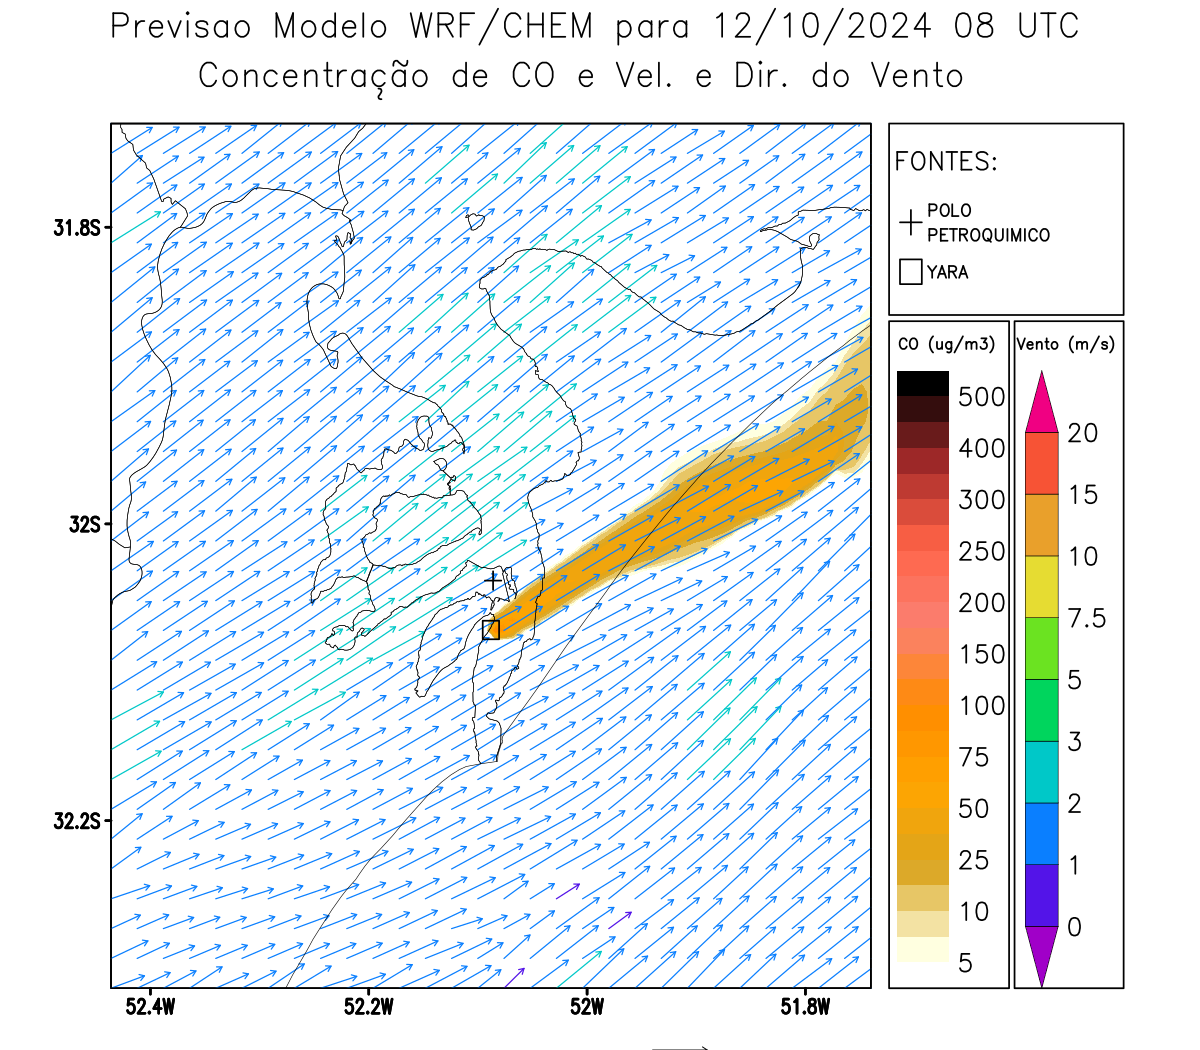 Previsao Modelo WRF/CHEM para 12/10/2024 08 UTC
Concentração de CO e Vel. e Dir. do Vento
FONTES:
POLO
PETROQUIMICO
YARA
31.8S
32S
32.2S
52.4W
52.2W
52W
51.8W
CO (ug/m3)
500
400
300
250
200
150
100
75
50
25
10
5
Vento (m/s)
20
15
10
7.5
5
3
2
1
0